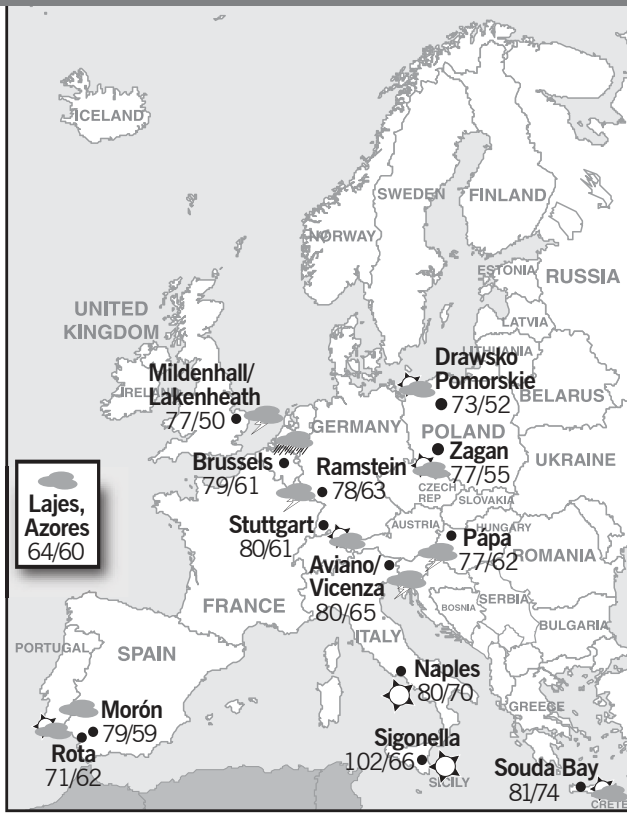 ICELAND
SWEDEN
FINLAND
NORWAY
ESTONIA
RUSSIA
LATVIA
LITHUANIA
UNITED
KINGDOM
IRELAND
Mildenhall/
Lakenheath
77/50
Drawsko
Pomorskie
73/52
BELARUS
GERMANY
POLAND
Zagan
77/55
UKRAINE
Brussels
79/61
Ramstein
78/63
CZECH
REP
SLOVAKIA
Lajes,
Azores
64/60
Stuttgart
80/61
AUSTRIA
HUNGARY
Pápa
77/62
ROMANIA
Aviano/
Vicenza
80/65
FRANCE
ITALY
BOSNIA
SERBIA
BULGARIA
PORTUGAL
SPAIN
Naples
80/70
GREECE
Morón
79/59
Rota
71/62
Sigonella
102/66
SICILY
Souda Bay
81/74
CRETE